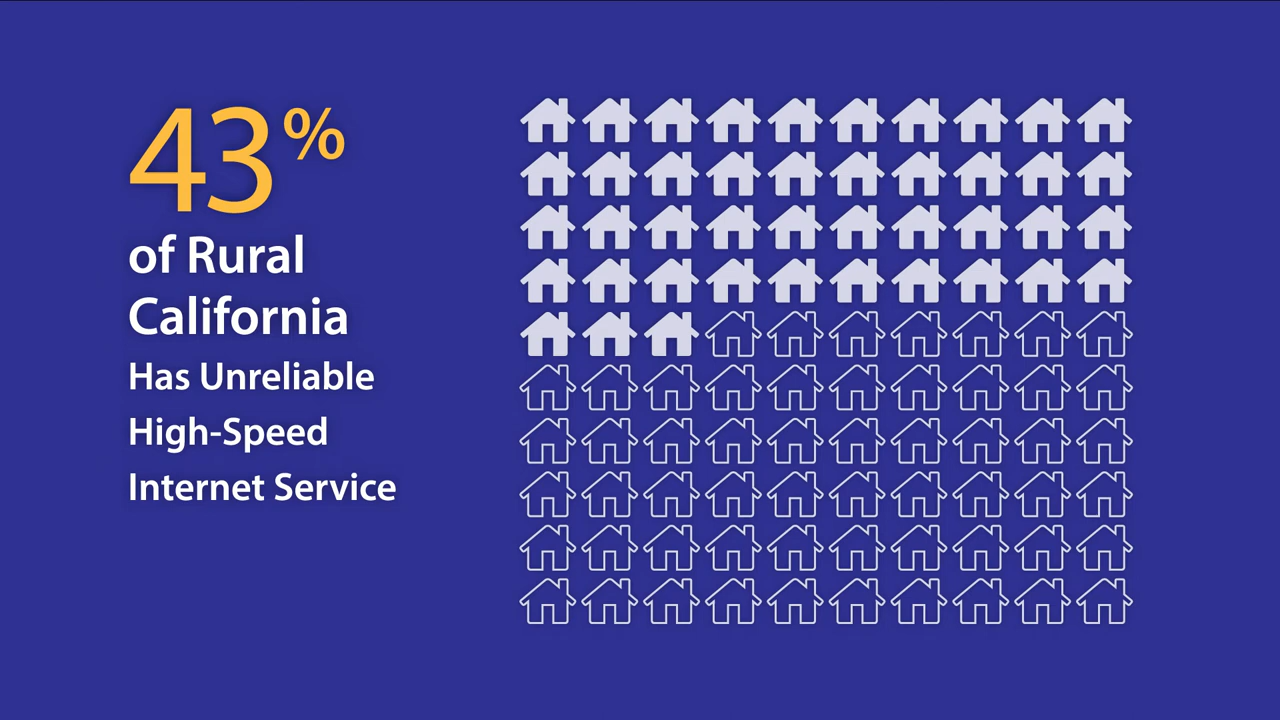 43%
of Rural
California
Has Unreliable
High-Speed
Internet Service